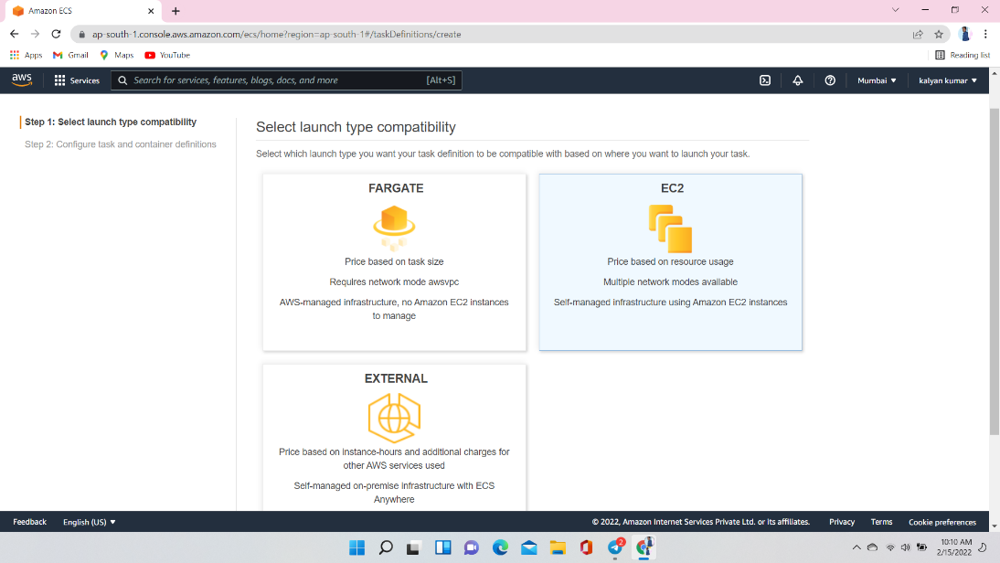 Amazon ECS
ap-south-1.console.aws.amazon.com/ecs/home?region=ap-south-1#/taskDefinitions/create
Apps
Gmail
Maps
YouTube
Reading list
aws
Services
Search for services, features, blogs, docs, and more
[Alt+S]
Mumbai
kalyan kumar
Step 1: Select launch type compatibility
Step 2: Configure task and container definitions
Select launch type compatibility
Select which launch type you want your task definition to be compatible with based on where you want to launch your task.
FARGATE
Price based on task size
Requires network mode awsvpc
AWS-managed infrastructure, no Amazon EC2 instances
to manage
EC2
Price based on resource usage
Multiple network modes available
Self-managed infrastructure using Amazon EC2 instances
EXTERNAL
Price based on instance-hours and additional charges for
other AWS services used
Self-managed on-premise infrastructure with ECS
Anywhere
Feedback
English (US)
© 2022, Amazon Internet Services Private Ltd. or its affiliates.
Privacy
Terms
Cookie preferences
2
10:10 AM
2/15/2022